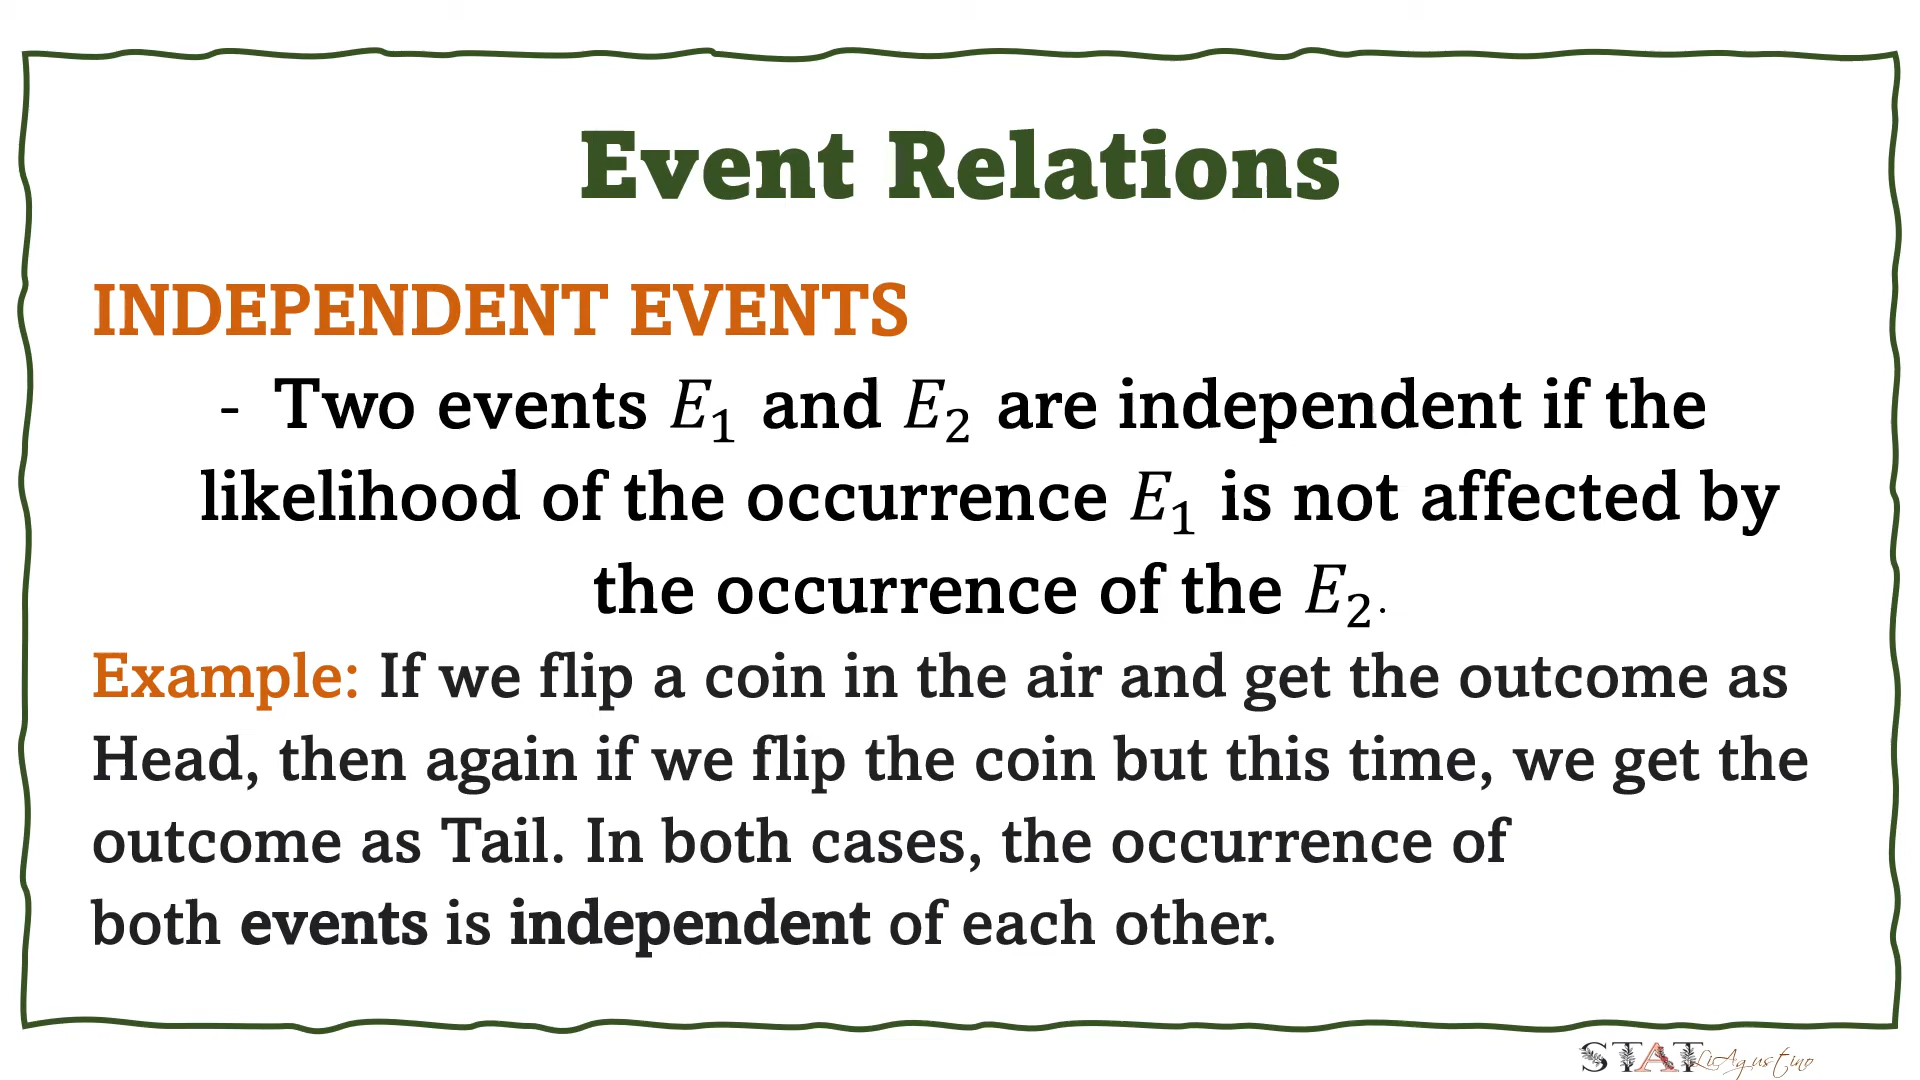 Event Relations
INDEPENDENT EVENTS
- Two events E₁ and E₂ are independent if the
likelihood of the occurrence E₁ is not affected by
the occurrence of the E₂.
Example: If we flip a coin in the air and get the outcome as
Head, then again if we flip the coin but this time, we get the
outcome as Tail. In both cases, the occurrence of
both events is independent of each other.
STAT LiAgustino